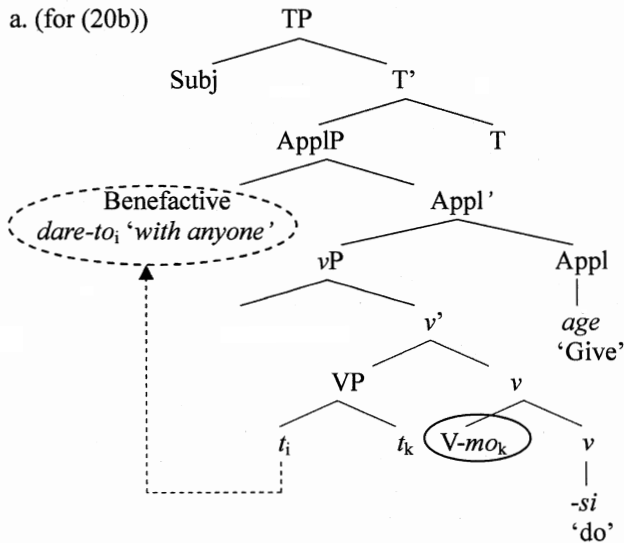 a. (for (20b))
TP
Subj T’
ApplP T
Benefactive Appl’
dare-toi ‘with anyone’
vP Appl
v’ age
‘Give’
VP v
ti tk V-mok v
-si
‘do’